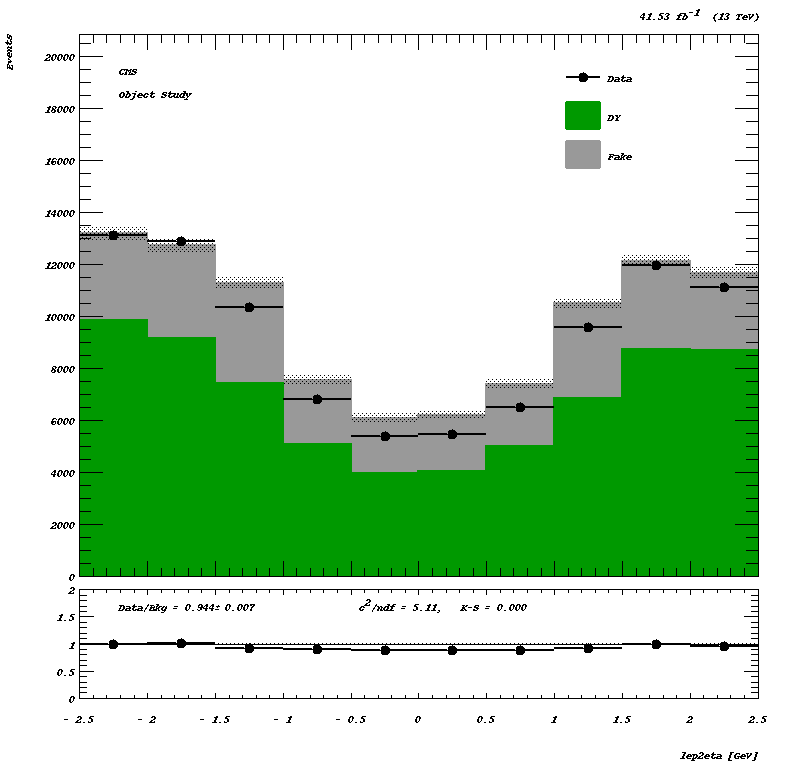 41.53 fb-1 (13 TeV)
Events
CMS
Object Study
Data
DY
Fake
20000
18000
16000
14000
12000
10000
8000
6000
4000
2000
0
Data/Bkg = 0.944± 0.007
c2/ndf = 5.11, K-S = 0.000
2
1.5
1
0.5
0
- 2.5 - 2 - 1.5 - 1 - 0.5 0 0.5 1 1.5 2 2.5
lep2eta [GeV]